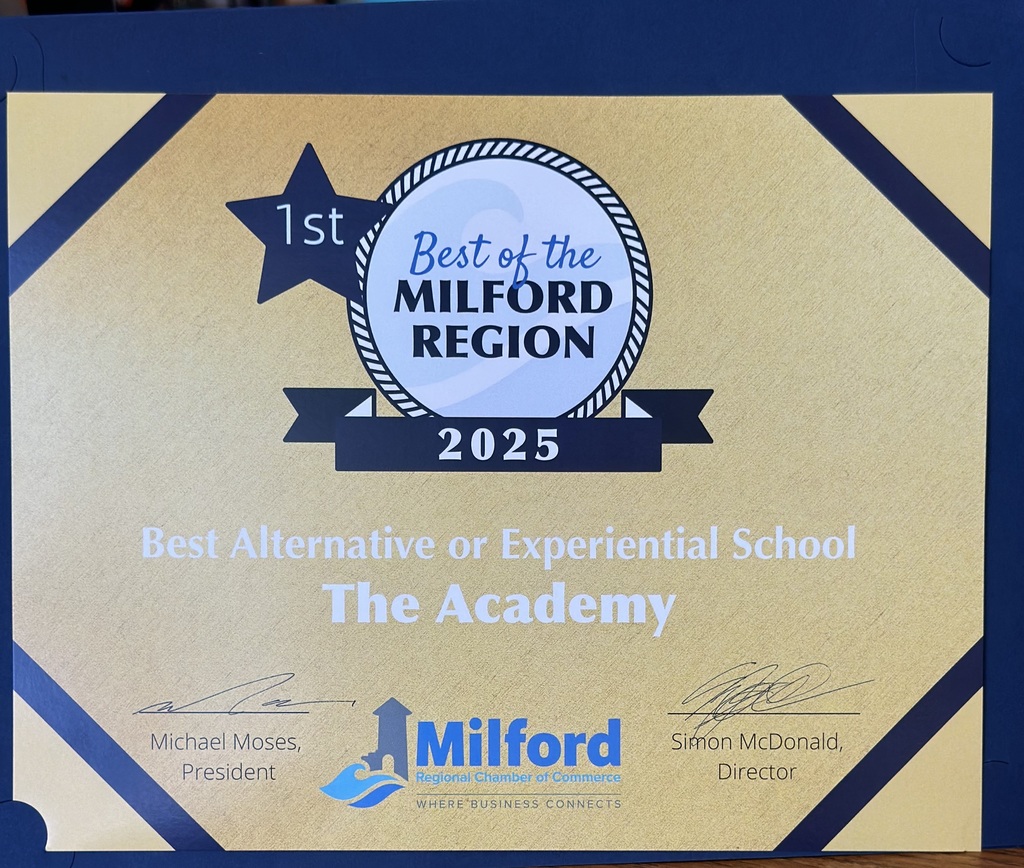 1st
Best of the
MILFORD
REGION
2025
Best Alternative or Experiential School
The Academy
Michael Moses,
President
Milford
Regional Chamber of Commerce
WHERE BUSINESS CONNECTS
Simon McDonald,
Director